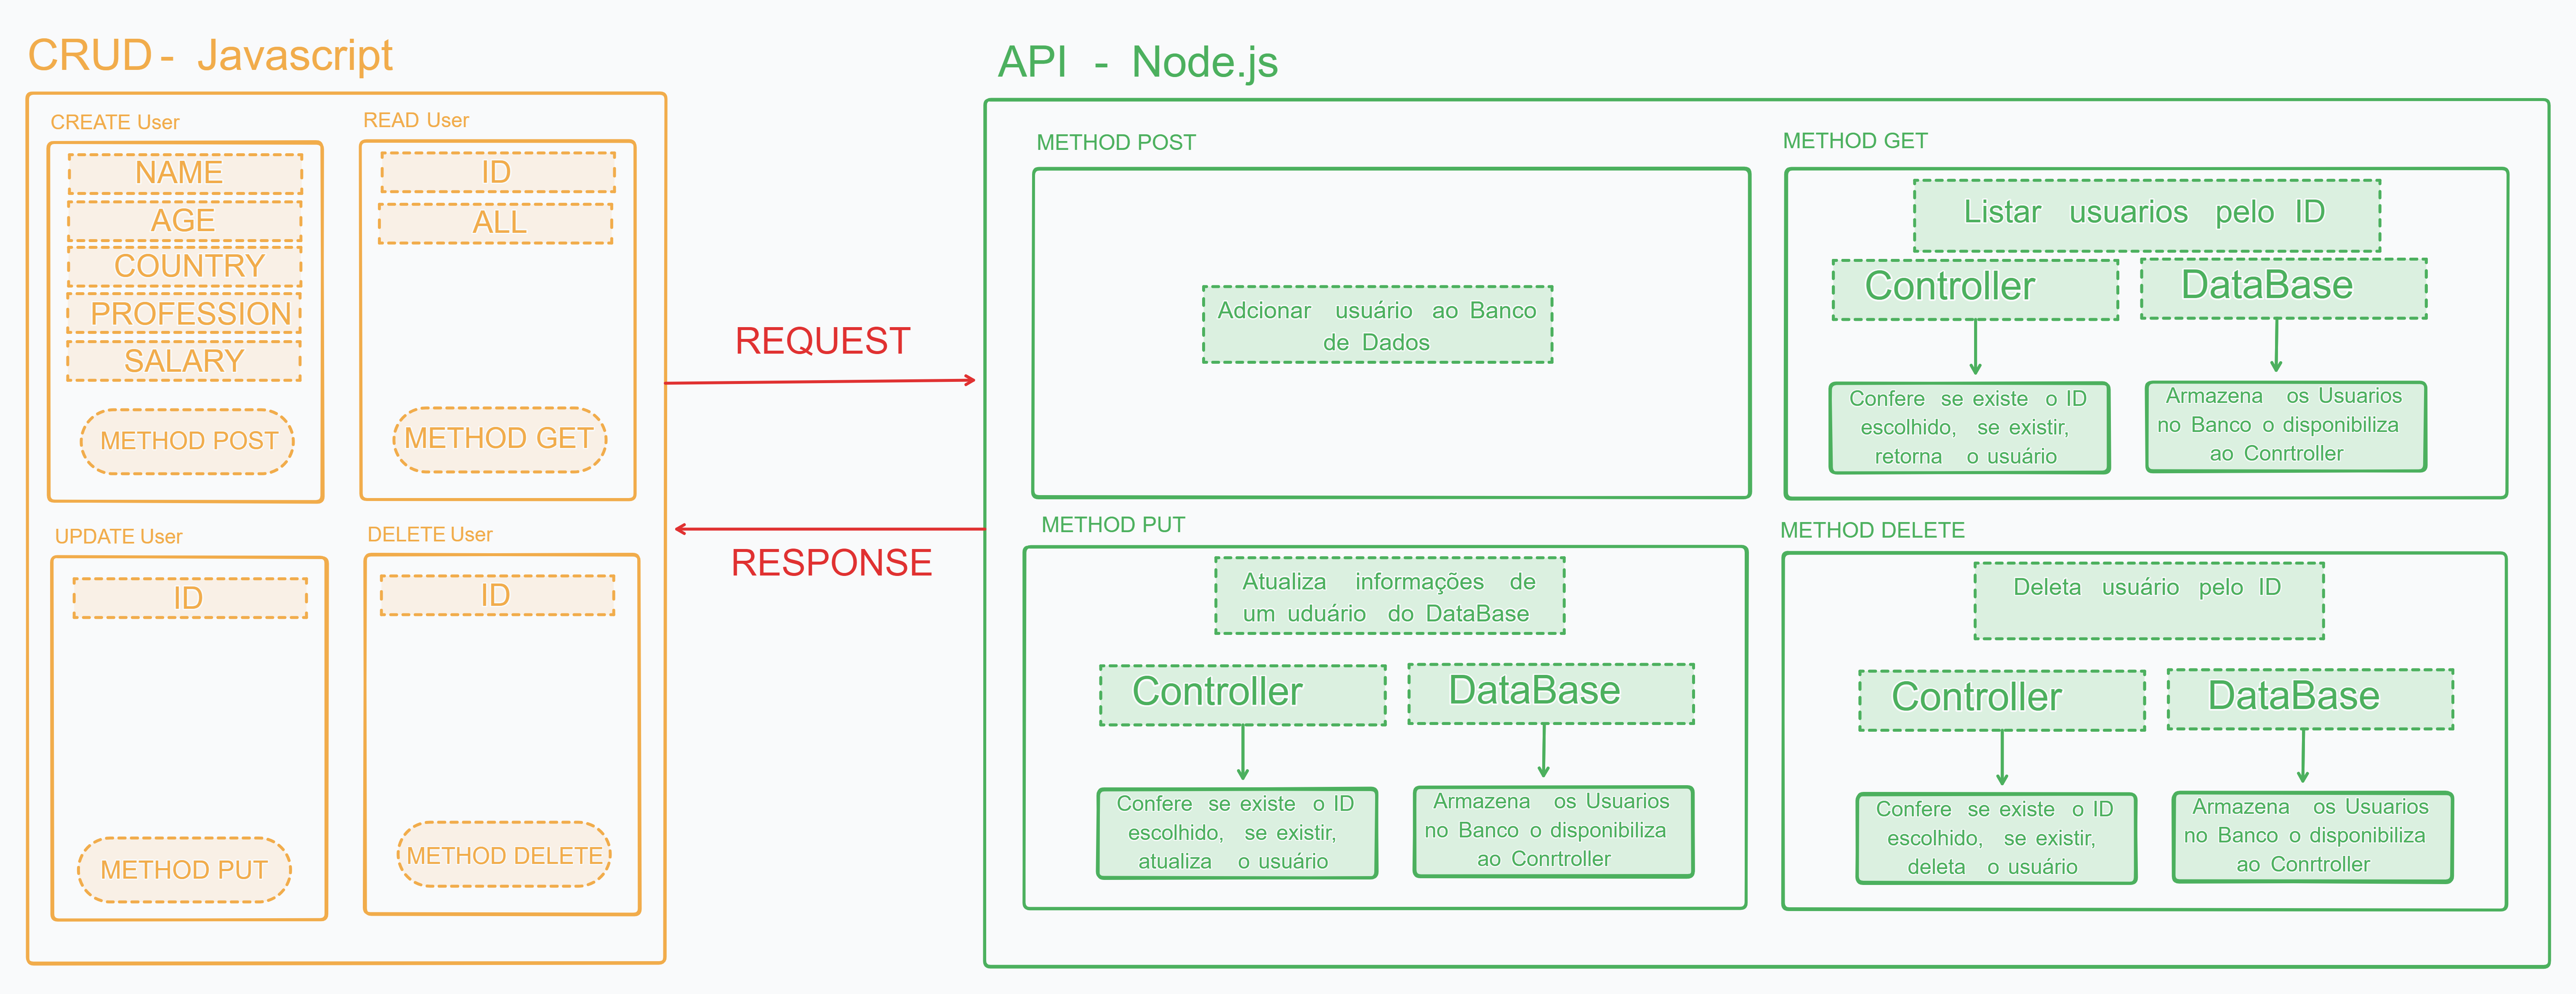 CRUD - Javascript
CREATE User
NAME
AGE
COUNTRY
PROFESSION
SALARY
METHOD POST
READ User
ID
ALL
METHOD GET
UPDATE User
ID
METHOD PUT
DELETE User
ID
METHOD DELETE
REQUEST
RESPONSE
API - Node.js
METHOD POST
Adcionar usuário ao Banco
de Dados
METHOD GET
Listar usuarios pelo ID
Controller
Confere se existe o ID
escolhido, se existir,
retorna o usuário
DataBase
Armazena os Usuarios
no Banco o disponibiliza
ao Conrtroller
METHOD PUT
Atualiza informações de
um uduário do DataBase
Controller
Confere se existe o ID
escolhido, se existir,
atualiza o usuário
DataBase
Armazena os Usuarios
no Banco o disponibiliza
ao Conrtroller
METHOD DELETE
Deleta usuário pelo ID
Controller
Confere se existe o ID
escolhido, se existir,
deleta o usuário
DataBase
Armazena os Usuarios
no Banco o disponibiliza
ao Conrtroller